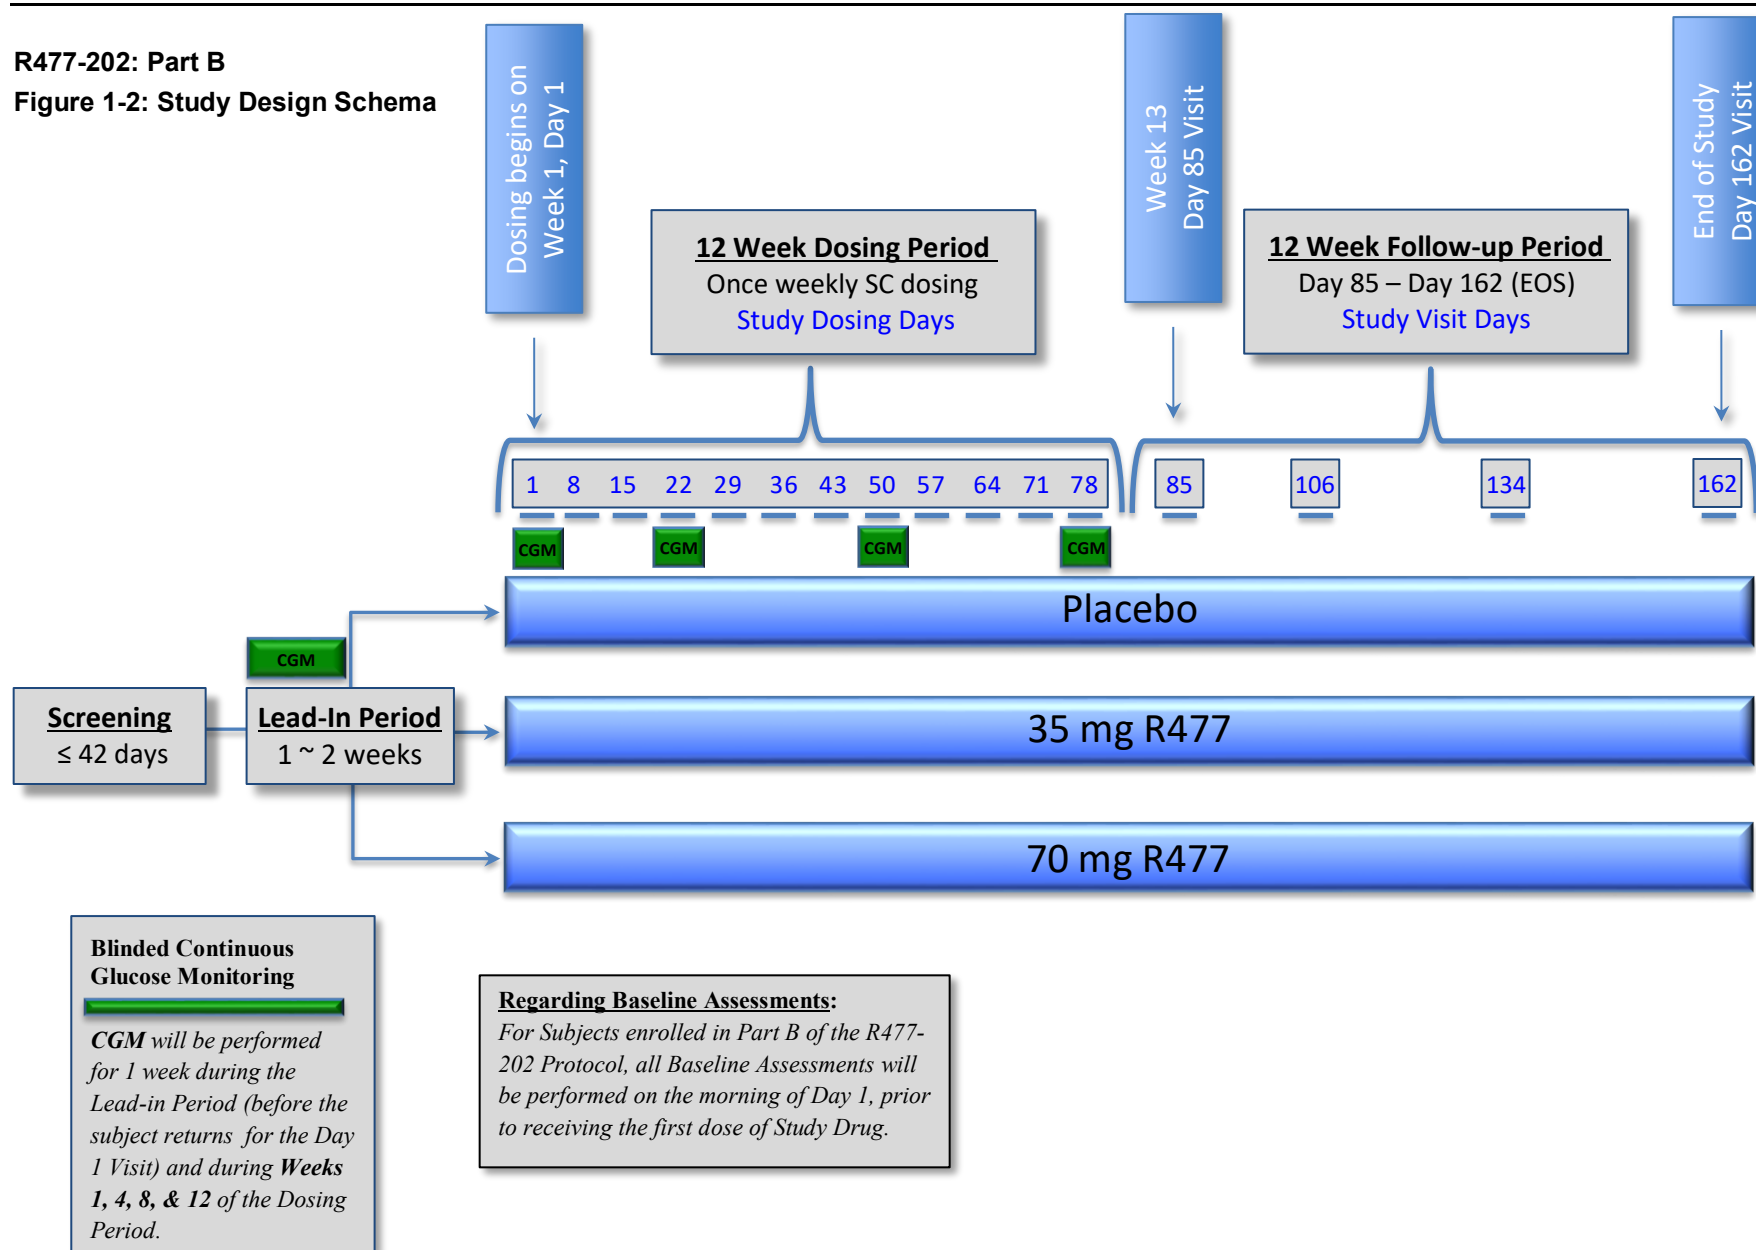 R477-202: Part B
Figure 1-2: Study Design Schema
Dosing begins on
Week 1, Day 1
Week 13
Day 85 Visit
End of Study
Day 162 Visit
12 Week Dosing Period
Once weekly SC dosing
Study Dosing Days
12 Week Follow-up Period
Day 85 – Day 162 (EOS)
Study Visit Days
1 8 15 22 29 36 43 50 57 64 71 78 85 106 134 162
CGM CGM CGM CGM
Placebo
CGM
Screening
≤ 42 days
Lead-In Period
1 ~ 2 weeks
35 mg R477
70 mg R477
Blinded Continuous
Glucose Monitoring
CGM will be performed
for 1 week during the
Lead-in Period (before the
subject returns for the Day
1 Visit) and during Weeks
1, 4, 8, & 12 of the Dosing
Period.
Regarding Baseline Assessments:
For Subjects enrolled in Part B of the R477-
202 Protocol, all Baseline Assessments will
be performed on the morning of Day 1, prior
to receiving the first dose of Study Drug.